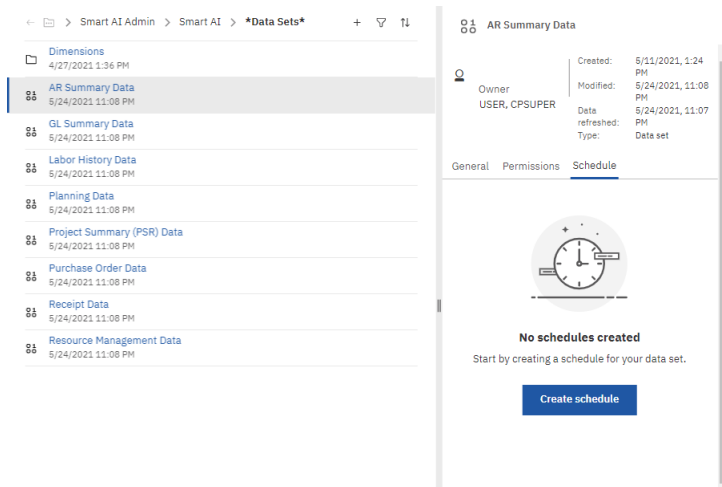 Smart AI Admin > Smart AI > *Data Sets*
Dimensions
4/27/2021 1:36 PM
AR Summary Data
5/24/2021 11:08 PM
GL Summary Data
5/24/2021 11:08 PM
Labor History Data
5/24/2021 11:08 PM
Planning Data
5/24/2021 11:08 PM
Project Summary (PSR) Data
5/24/2021 11:08 PM
Purchase Order Data
5/24/2021 11:08 PM
Receipt Data
5/24/2021 11:08 PM
Resource Management Data
5/24/2021 11:08 PM
AR Summary Data
Owner
USER, CPSUPER
Created: 5/11/2021, 1:24
PM
Modified: 5/24/2021, 11:08
PM
Data 5/24/2021, 11:07
refreshed: PM
Type: Data set
General Permissions Schedule
No schedules created
Start by creating a schedule for your data set.
Create schedule